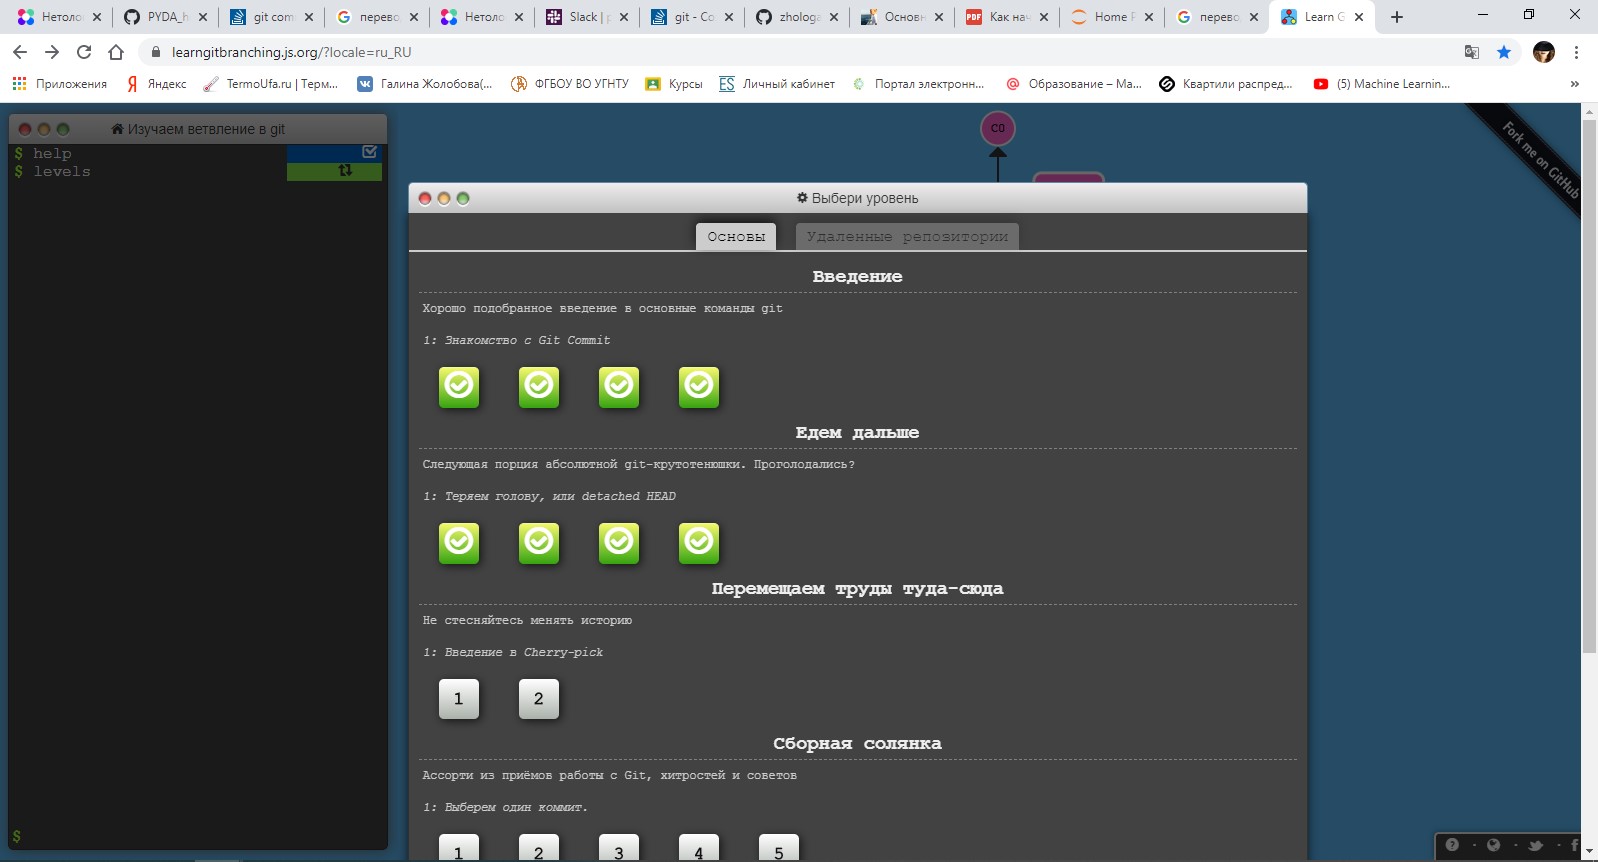 Нетоло
PYDA_h
git com
перево
Нетоло
Slack | p
git - Co
zhologa
Основн
PDF
Как нач
Home P
перево
Learn G
learngitbranching.js.org/?locale=ru_RU
Приложения
Яндекс
TermoUfa.ru | Терм...
Галина Жолобова(...
ФГБОУ ВО УГНТУ
Курсы
ES
Личный кабинет
Портал электронн...
Образование – Ма...
Квартили распред...
(5) Machine Learnin...
»
Изучаем ветвление в git
$ help
$ levels
$
C0
Fork me on GitHub
Выбери уровень
Основы
Удаленные репозитории
Введение
Хорошо подобранное введение в основные команды git
1: Знакомство с Git Commit
Едем дальше
Следующая порция абсолютной git-крутотенюшки. Проголодались?
1: Теряем голову, или detached HEAD
Перемещаем труды туда-сюда
Не стесняйтесь менять историю
1: Введение в Cherry-pick
1 2
Сборная солянка
Ассорти из приёмов работы с Git, хитростей и советов
1: Выберем один коммит.
1 2 3 4 5